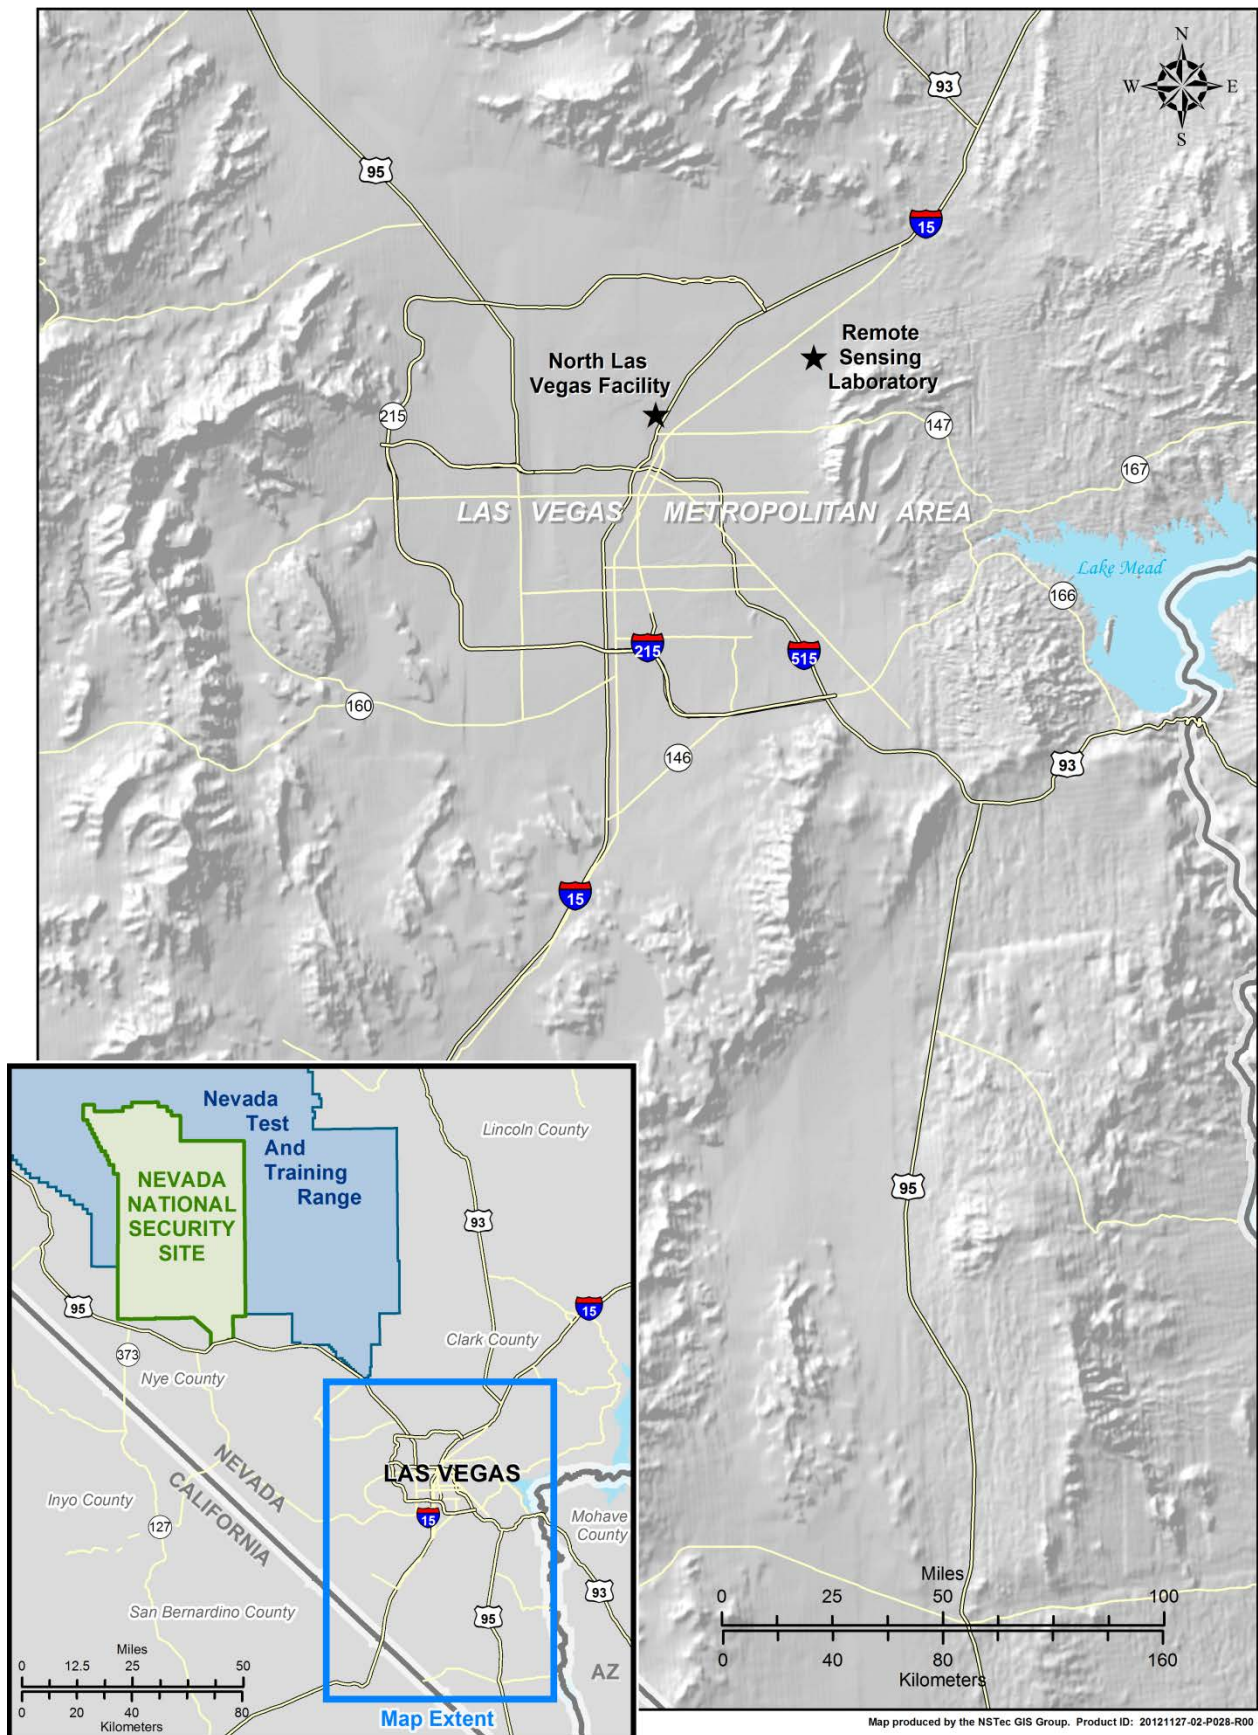 N
W E
S
93
95
15
Remote
Sensing
Laboratory
North Las
Vegas Facility
215
147
167
LAS VEGAS METROPOLITAN AREA
Lake Mead
166
215
515
160
146
93
15
95
Miles
0 25 50 100
0 40 80 160
Kilometers
Nevada
Test
And
Training
Range
Lincoln County
NEVADA
NATIONAL
SECURITY
SITE
93
95
15
373
Clark County
Nye County
LAS VEGAS
NEVADA
CALIFORNIA
Inyo County
127
15
Mohave
County
93
95
San Bernardino County
AZ
Miles
0 12.5 25 50
0 20 40 80
Kilometers
Map Extent
Map produced by the NSTec GIS Group. Product ID: 20121127-02-P028-R00